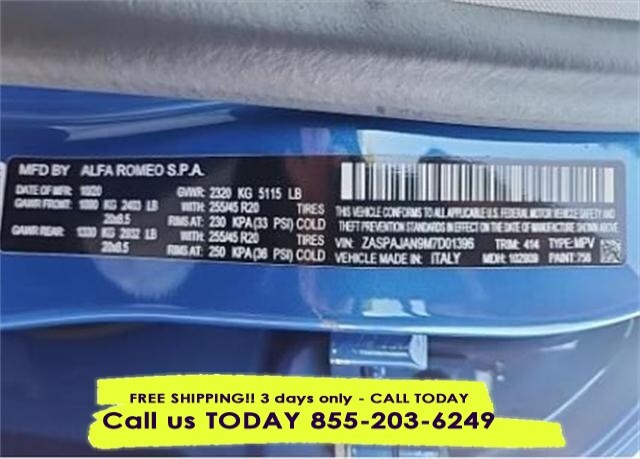 MFD BY ALFA ROMEO S.P.A.
DATE OF MFR: 10/20 GVWR: 2320 KG 5115 LB
GAWR FRONT: KG 2403 LB WITH: 255/45 R20 TIRES
20x8.5 RIMS AT: 230 KPA (33 PSI) COLD
GAWR REAR: 1330 KG 2932 LB WITH: 255/45 R20 TIRES
20x8.5 RIMS AT: 250 KPA (36 PSI) COLD
THIS VEHICLE CONFORMS TO ALL APPLICABLE U.S. FEDERAL MOTOR VEHICLE SAFETY AND
THEFT PREVENTION STANDARDS IN EFFECT ON THE DATE OF MANUFACTURE SHOWN ABOVE.
VIN: ZASPAJAN9M7D01396 TRIM: 414 TYPE: MPV
VEHICLE MADE IN: ITALY MDH: 102909 PAINT: 756
FREE SHIPPING!! 3 days only - CALL TODAY
Call us TODAY 855-203-6249